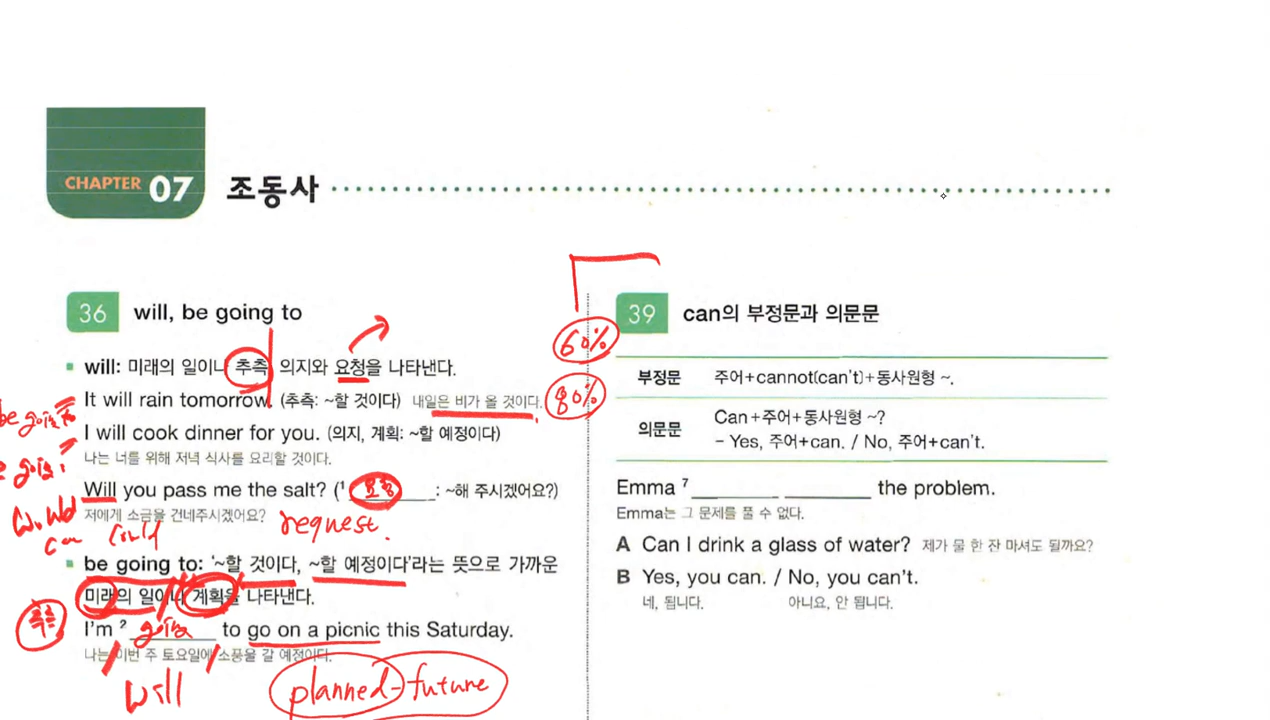 CHAPTER 07 조동사
36 will, be going to
will: 미래의 일이나 추측, 의지와 요청을 나타낸다.
It will rain tomorrow. (추측: ~할 것이다) 내일은 비가 올 것이다.
I will cook dinner for you. (의지, 계획: ~할 예정이다)
나는 너를 위해 저녁 식사를 요리할 것이다.
Will you pass me the salt? (1 요청 : ~해 주시겠어요?)
저에게 소금을 건네주시겠어요?
request.
would
can could
be going to: '~할 것이다, ~할 예정이다'라는 뜻으로 가까운
미래의 일이나 계획을 나타낸다.
추측
I'm 2 going to go on a picnic this Saturday.
나는 이번 주 토요일에 소풍을 갈 예정이다.
will
planned-future
60%
80%
39 can의 부정문과 의문문
부정문 주어+cannot(can't)+동사원형 ~.
의문문 Can+주어+동사원형 ~?
– Yes, 주어+can. / No, 주어+can't.
Emma 7 ________ ________ the problem.
Emma는 그 문제를 풀 수 없다.
A Can I drink a glass of water? 제가 물 한 잔 마셔도 될까요?
B Yes, you can. / No, you can't.
네, 됩니다. 아니요, 안 됩니다.